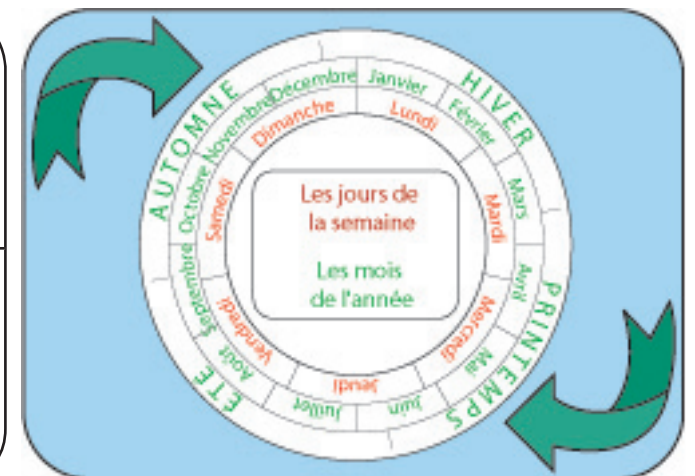 HIVER
PRINTEMPS
ÉTÉ
AUTOMNE
Janvier
Février
Mars
Avril
Mai
Juin
Juillet
Août
Septembre
Octobre
Novembre
Décembre
Lundi
Mardi
Mercredi
Jeudi
Vendredi
Samedi
Dimanche
Les jours de
la semaine
Les mois
de l'année